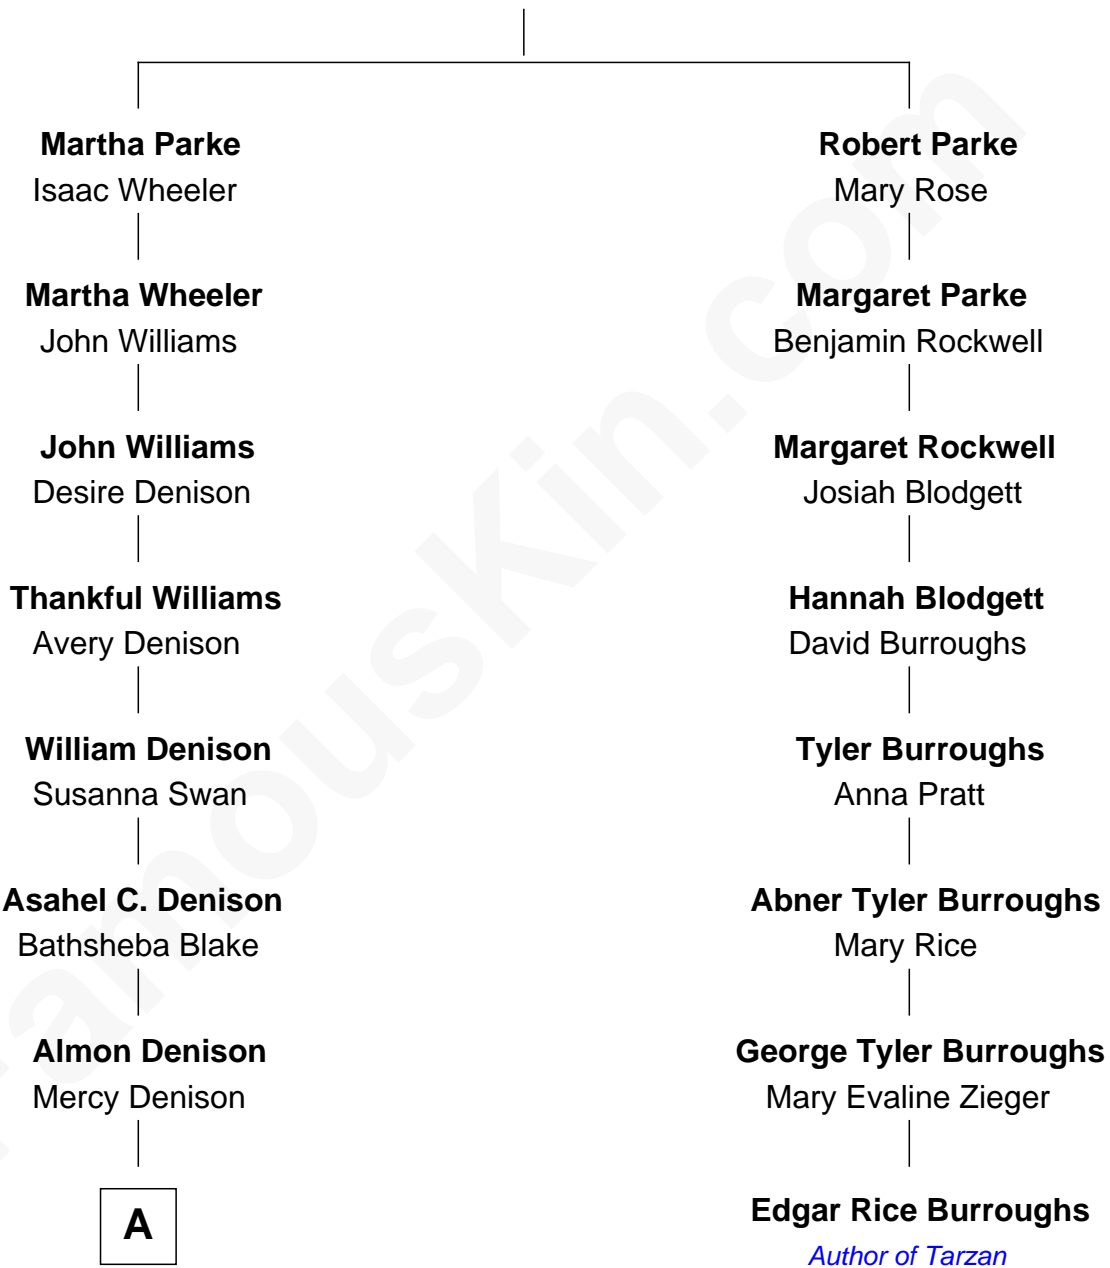 Martha Parke
Isaac Wheeler
Martha Wheeler
John Williams
John Williams
Desire Denison
Thankful Williams
Avery Denison
William Denison
Susanna Swan
Asahel C. Denison
Bathsheba Blake
Almon Denison
Mercy Denison
A
Robert Parke
Mary Rose
Margaret Parke
Benjamin Rockwell
Margaret Rockwell
Josiah Blodgett
Hannah Blodgett
David Burroughs
Tyler Burroughs
Anna Pratt
Abner Tyler Burroughs
Mary Rice
George Tyler Burroughs
Mary Evaline Zieger
Edgar Rice Burroughs
Author of Tarzan
FamousKin.com